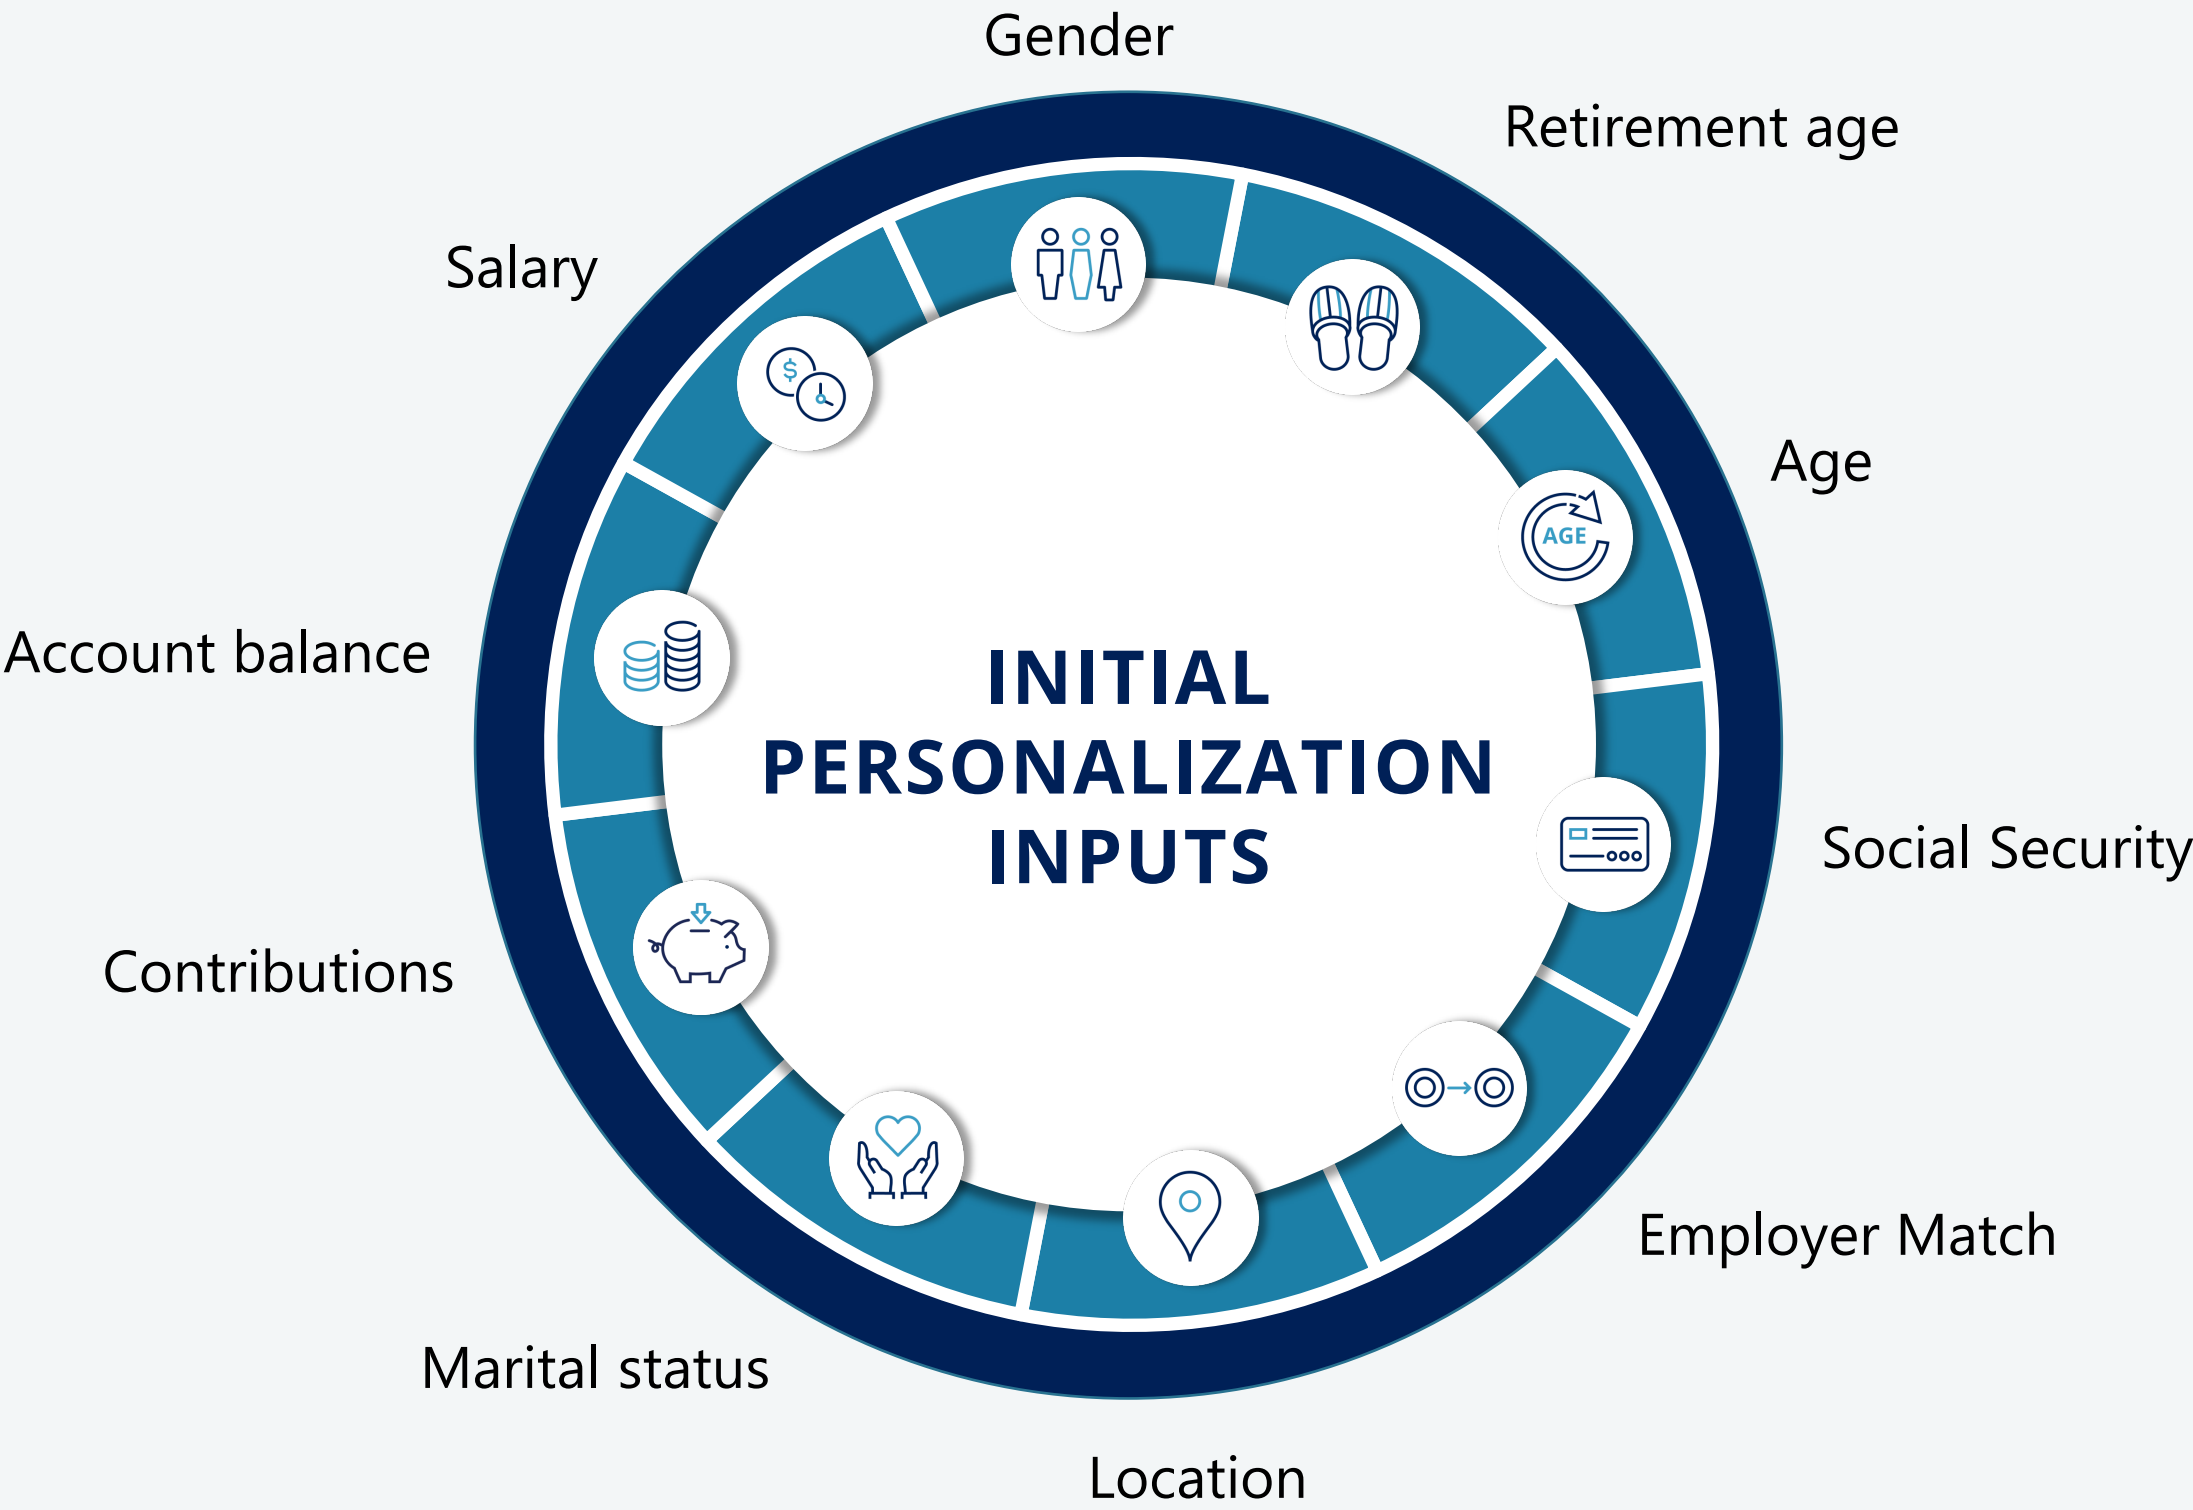 Gender
Retirement age
Salary
Age
AGE
$
Account balance
INITIAL
PERSONALIZATION
INPUTS
Social Security
Contributions
Employer Match
Marital status
Location